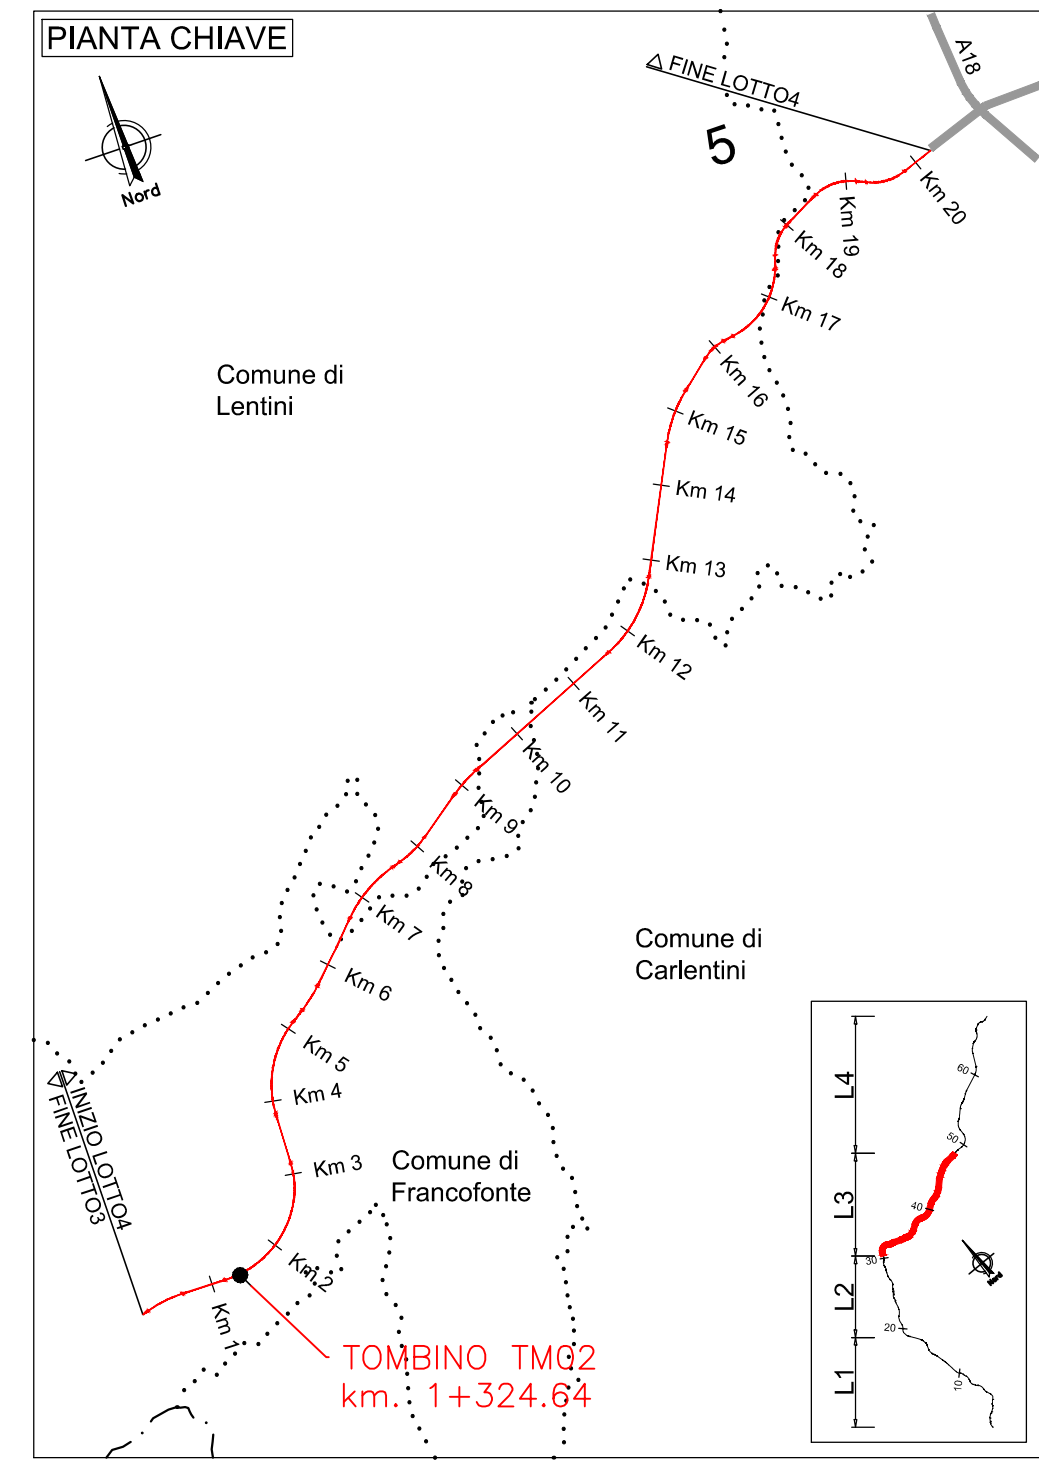 PIANTA CHIAVE
Nord
FINE LOTTO4
A18
5
Km 20
Km 19
Km 18
Km 17
Km 16
Km 15
Km 14
Km 13
Km 12
Km 11
Km 10
Km 9
Km 8
Km 7
Km 6
Km 5
Km 4
Km 3
Km 2
Km 1
Comune di
Lentini
Comune di
Carlentini
Comune di
Francofonte
INIZIO LOTTO4
FINE LOTTO3
TOMBINO TM02
km. 1+324.64
L4
L3
L2
L1
60
50
40
30
20
10